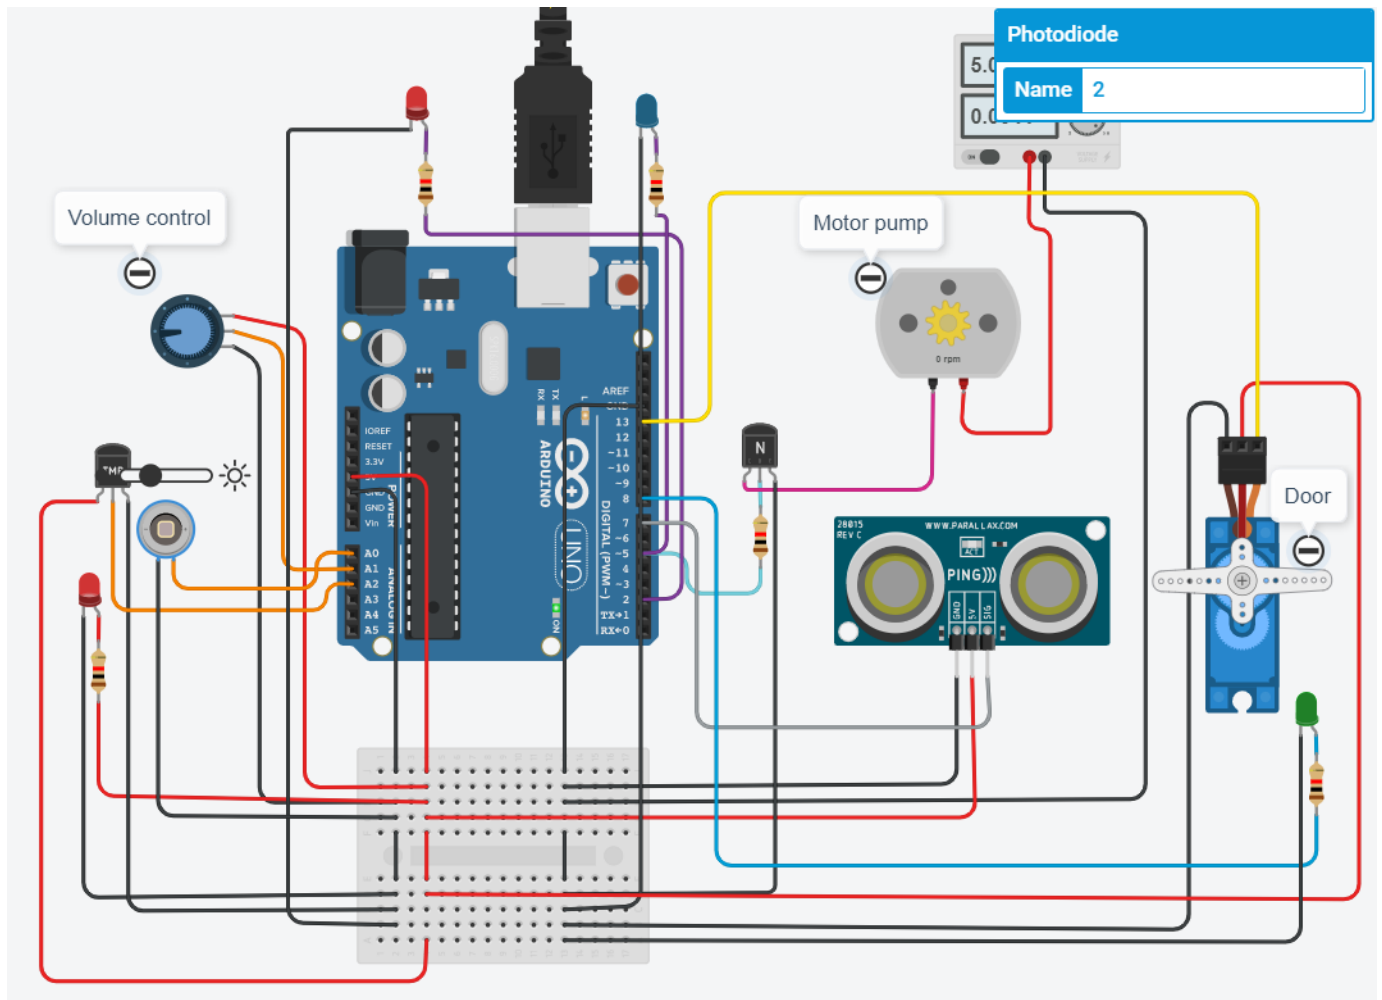 Photodiode
Name 2
5.0
0.0
Volume control
Motor pump
Door
0 rpm
N
TMP
28015
REV C
WWW.PARALLAX.COM
ACT
PING)))
GND
5V
SIG
RX
TX
L
ARDUINO
UNO
ON
IOREF
RESET
3.3V
5V
GND
GND
Vin
POWER
A0
A1
A2
A3
A4
A5
ANALOG IN
AREF
GND
13
12
~11
~10
~9
8
7
~6
~5
4
~3
2
TX→1
RX←0
DIGITAL (PWM~)